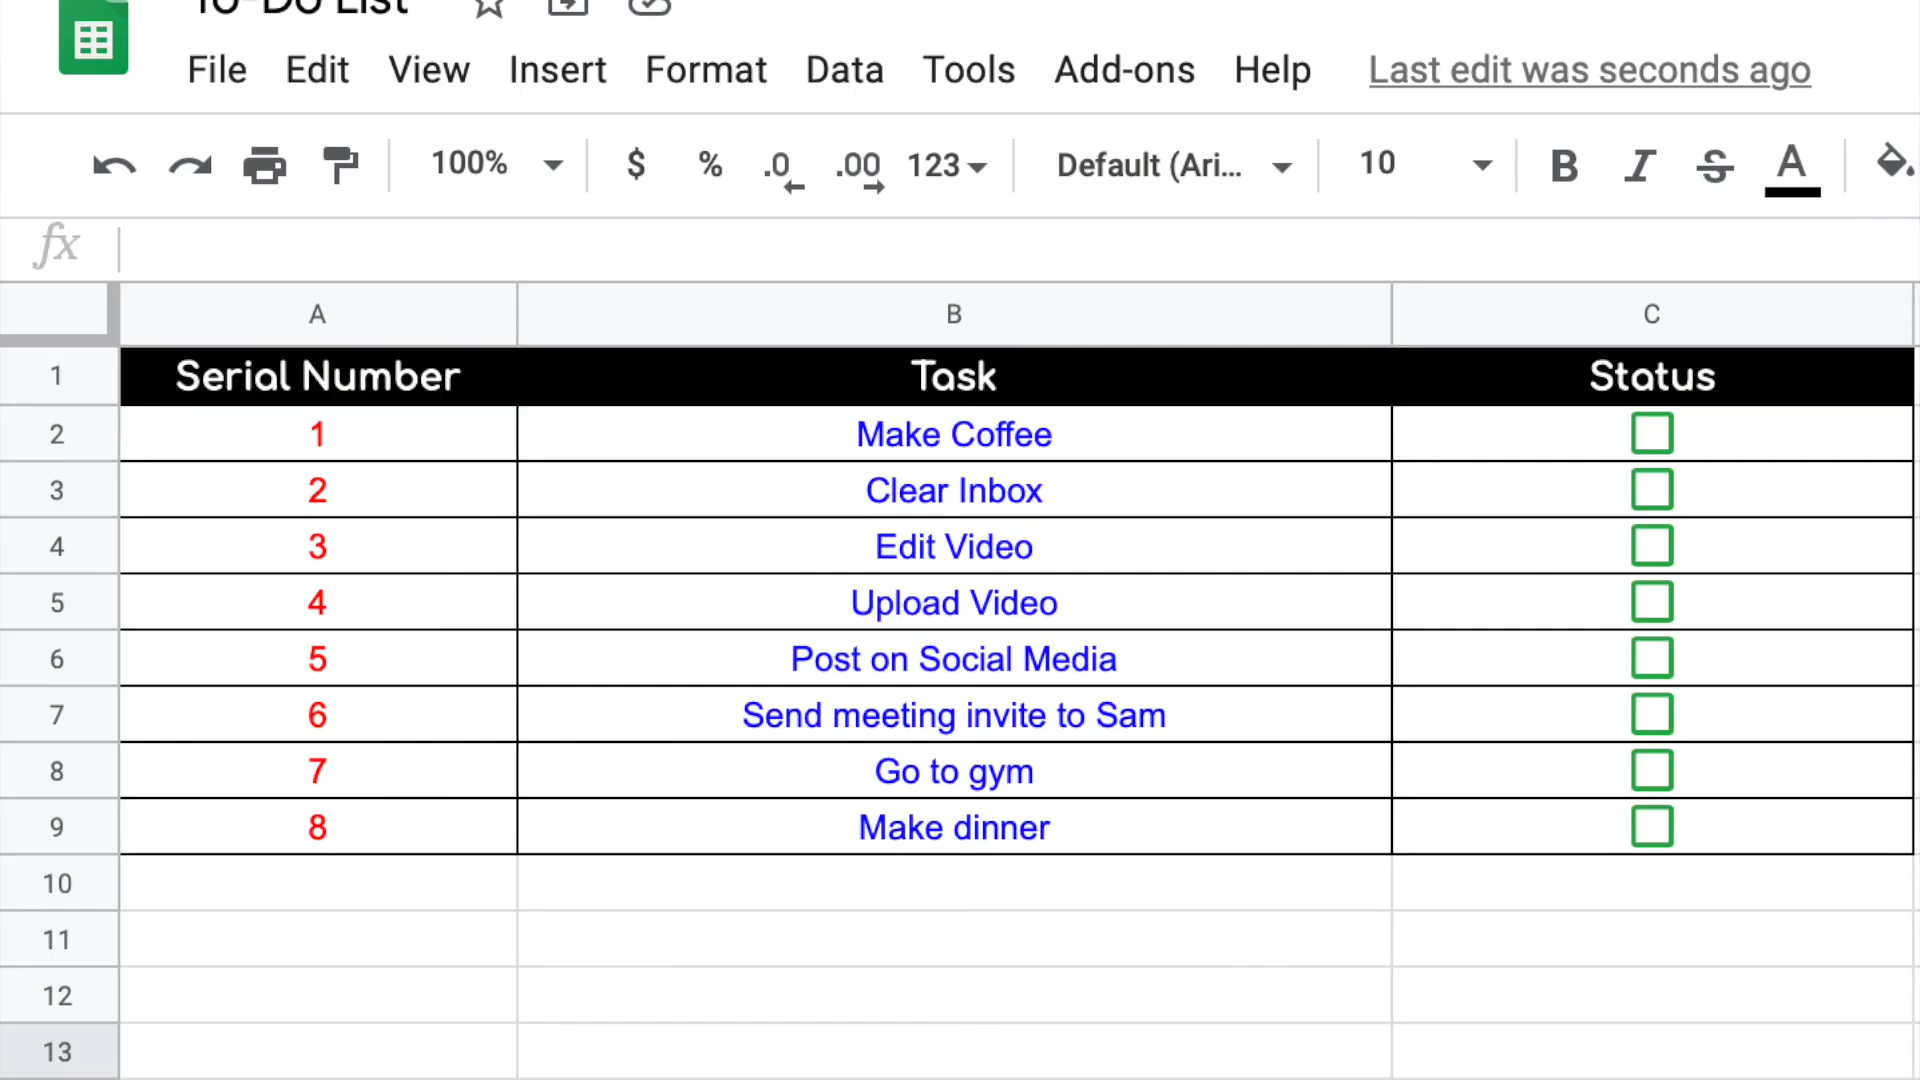 To-Do List
File Edit View Insert Format Data Tools Add-ons Help Last edit was seconds ago
100% $ % .0 .00 123 Default (Ari... 10 B I S A
fx
A B C
1 Serial Number Task Status
2 1 Make Coffee
3 2 Clear Inbox
4 3 Edit Video
5 4 Upload Video
6 5 Post on Social Media
7 6 Send meeting invite to Sam
8 7 Go to gym
9 8 Make dinner
10
11
12
13